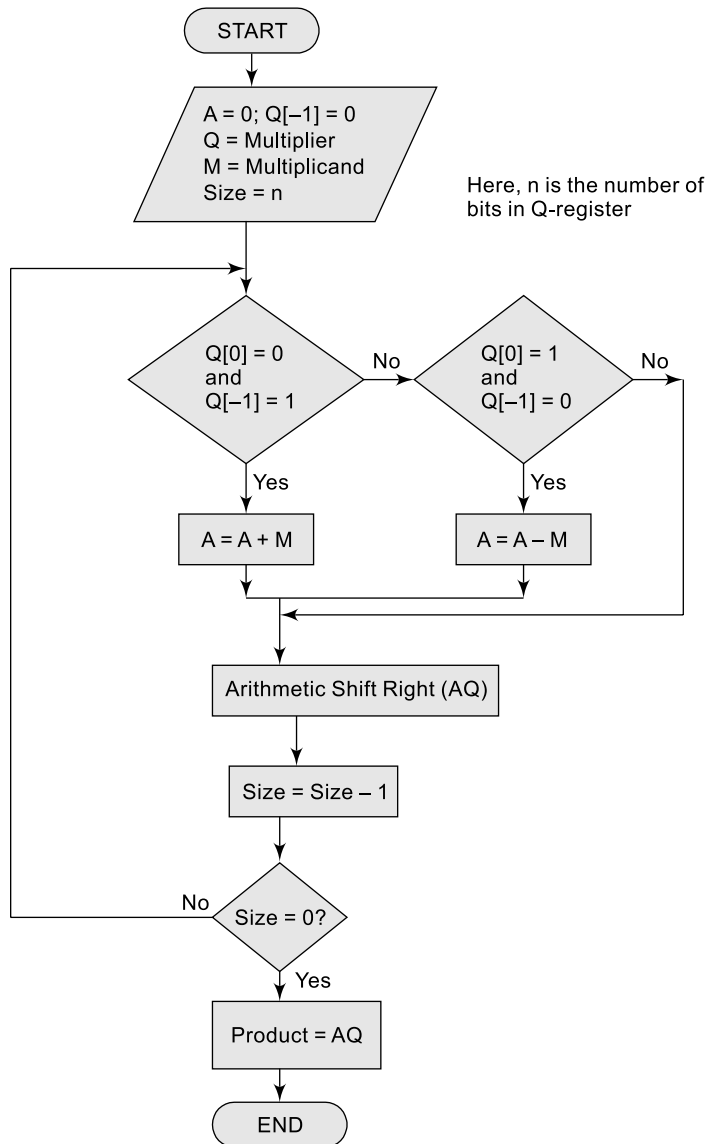 START
A = 0; Q[–1] = 0
Q = Multiplier
M = Multiplicand
Size = n
Here, n is the number of
bits in Q-register
Q[0] = 0
and
Q[–1] = 1
No
Q[0] = 1
and
Q[–1] = 0
No
Yes
Yes
A = A + M
A = A – M
Arithmetic Shift Right (AQ)
Size = Size – 1
No
Size = 0?
Yes
Product = AQ
END